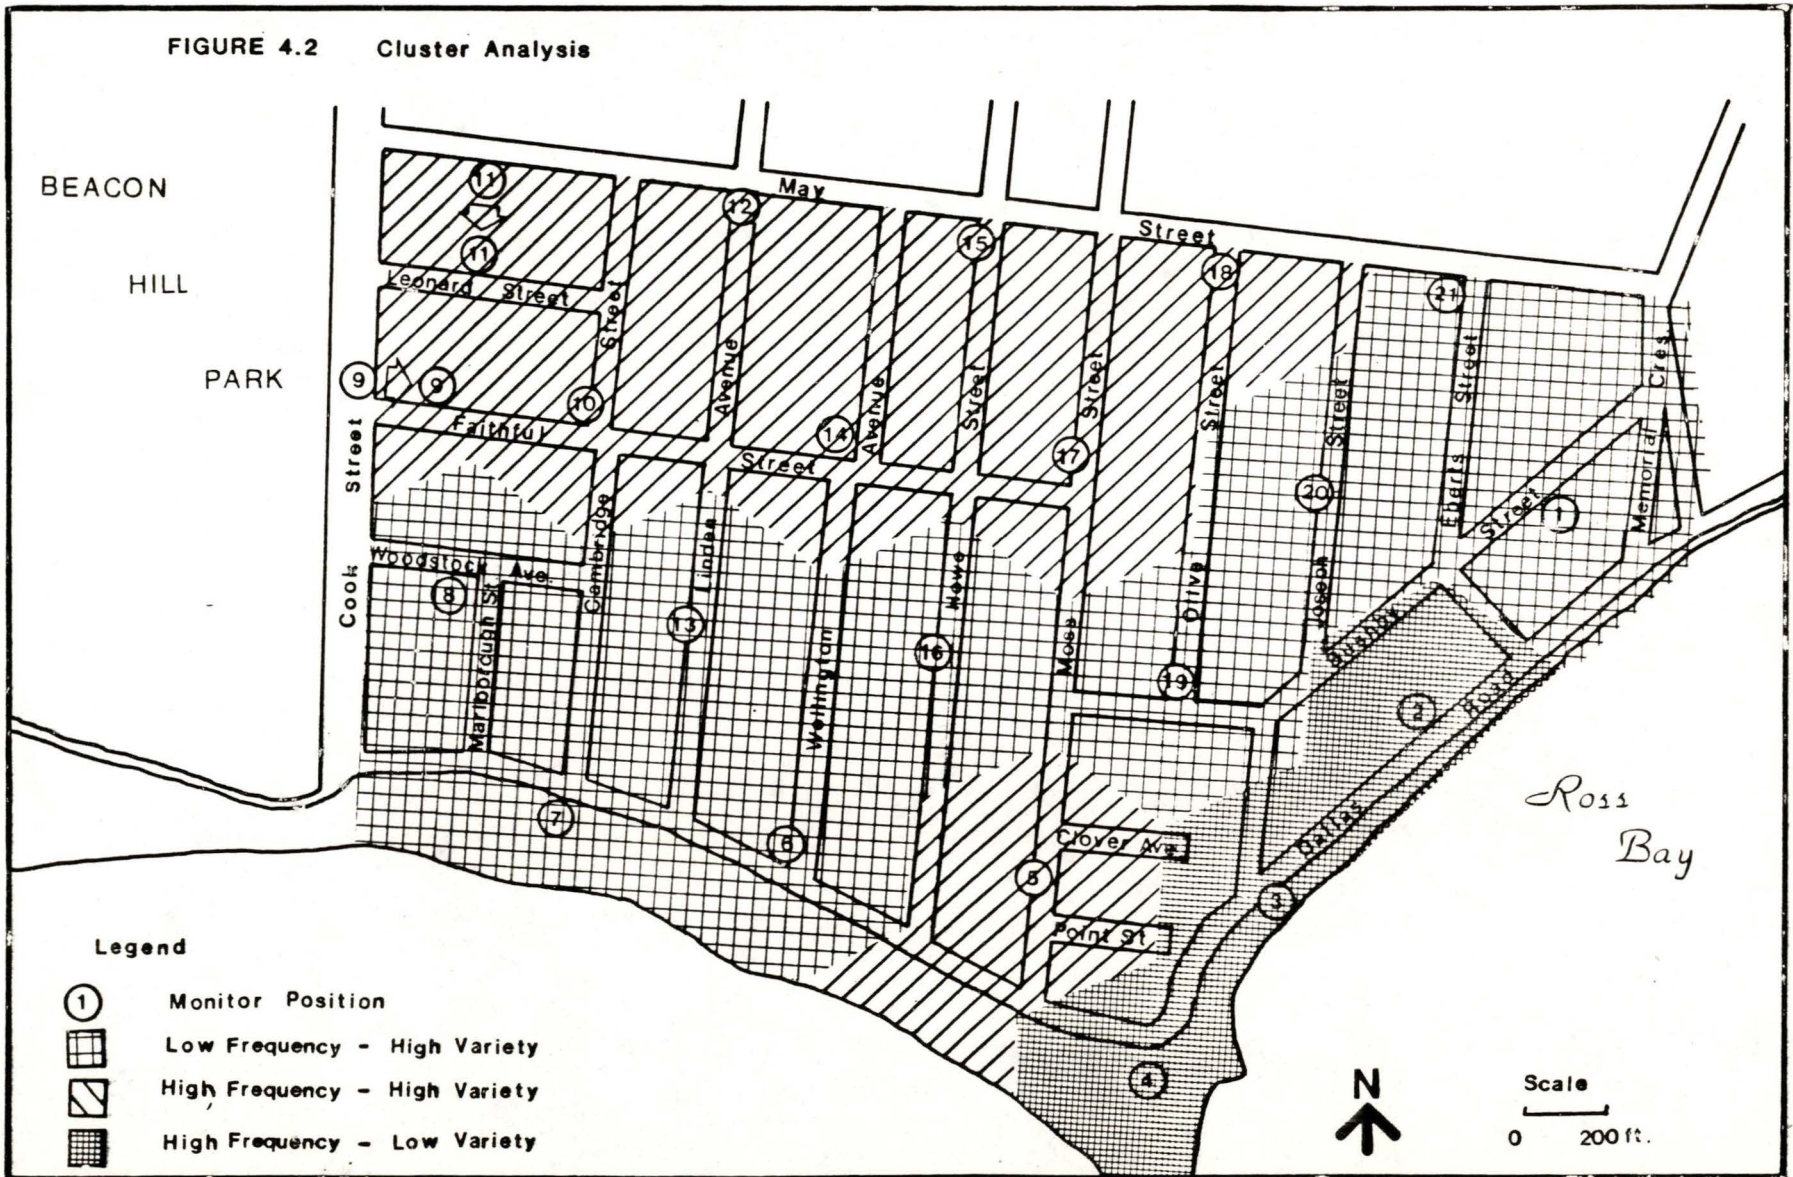 FIGURE 4.2 Cluster Analysis
BEACON
HILL
PARK
May
Street
11
11
12
15
18
21
Leonard Street
Street
Avenue
Avenue
Street
Street
Street
Street
Street
Cres.
9
9
10
14
17
20
1
Faithful
Street
Street
Memorial
Street
Cook
Woodstock Ave.
Marlborough St
Cambridge
Linden
Wellington
Howe
Moss
Olive
Joseph
Eberts
Bushby
8
13
16
19
2
Dallas
Road
7
6
5
3
4
Clover Ave
Point St
Ross
Bay
Legend
1 Monitor Position
Low Frequency - High Variety
High Frequency - High Variety
High Frequency - Low Variety
N
Scale
0 200 ft.